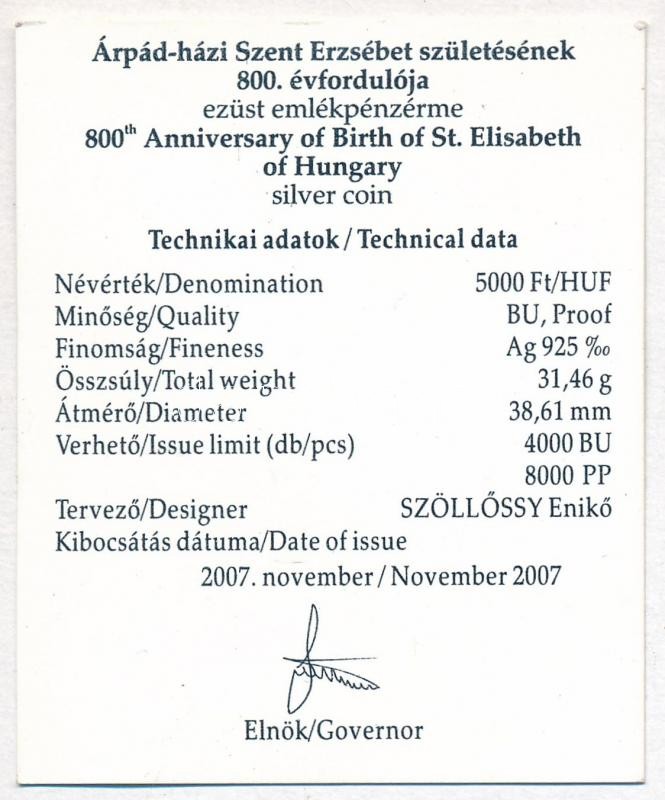 Árpád-házi Szent Erzsébet születésének
800. évfordulója
ezüst emlékpénzérme
800th Anniversary of Birth of St. Elisabeth
of Hungary
silver coin
Technikai adatok / Technical data
Névérték/Denomination 5000 Ft/HUF
Minőség/Quality BU, Proof
Finomság/Fineness Ag 925 ‰
Összsúly/Total weight 31,46 g
Átmérő/Diameter 38,61 mm
Verhető/Issue limit (db/pcs) 4000 BU
8000 PP
Tervező/Designer SZÖLLŐSSY Enikő
Kibocsátás dátuma/Date of issue
2007. november / November 2007
Elnök/Governor